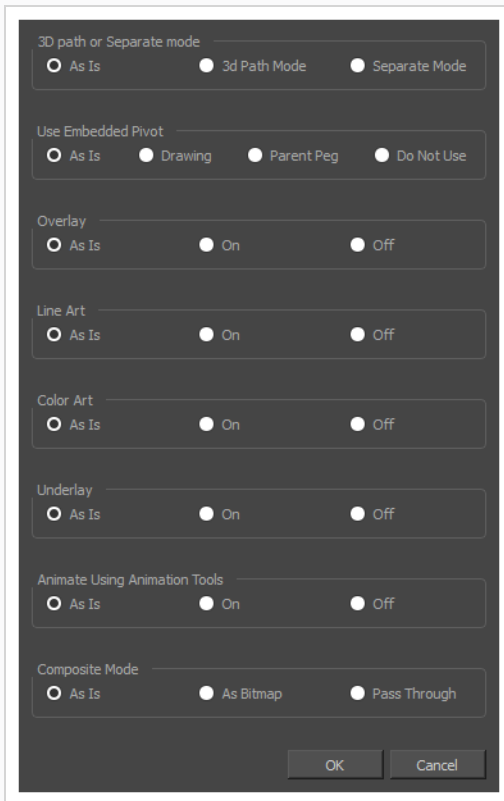 3D path or Separate mode
As Is 3d Path Mode Separate Mode
Use Embedded Pivot
As Is Drawing Parent Peg Do Not Use
Overlay
As Is On Off
Line Art
As Is On Off
Color Art
As Is On Off
Underlay
As Is On Off
Animate Using Animation Tools
As Is On Off
Composite Mode
As Is As Bitmap Pass Through
OK Cancel